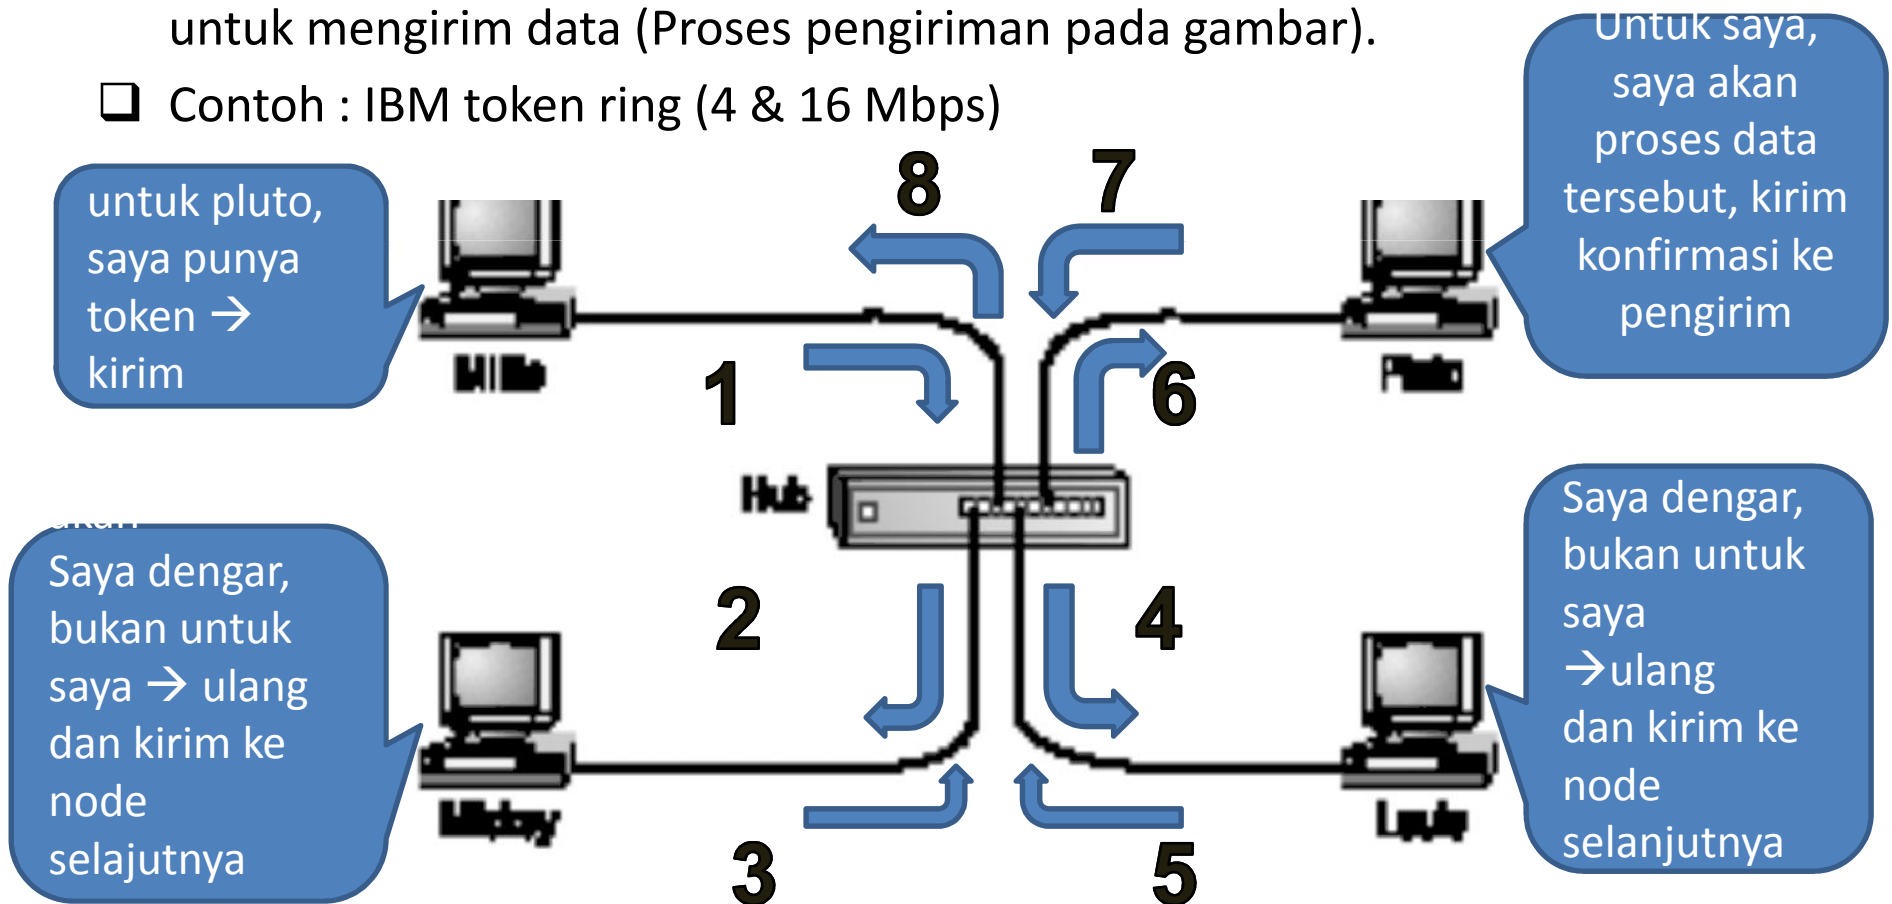 untuk mengirim data (Proses pengiriman pada gambar).
❑ Contoh : IBM token ring (4 & 16 Mbps)
untuk pluto,
saya punya
token →
kirim
Untuk saya,
saya akan
proses data
tersebut, kirim
konfirmasi ke
pengirim
8
7
1
6
Hub
Saya dengar,
bukan untuk
saya → ulang
dan kirim ke
node
selajutnya
2
4
3
5
Saya dengar,
bukan untuk
saya
→ulang
dan kirim ke
node
selanjutnya